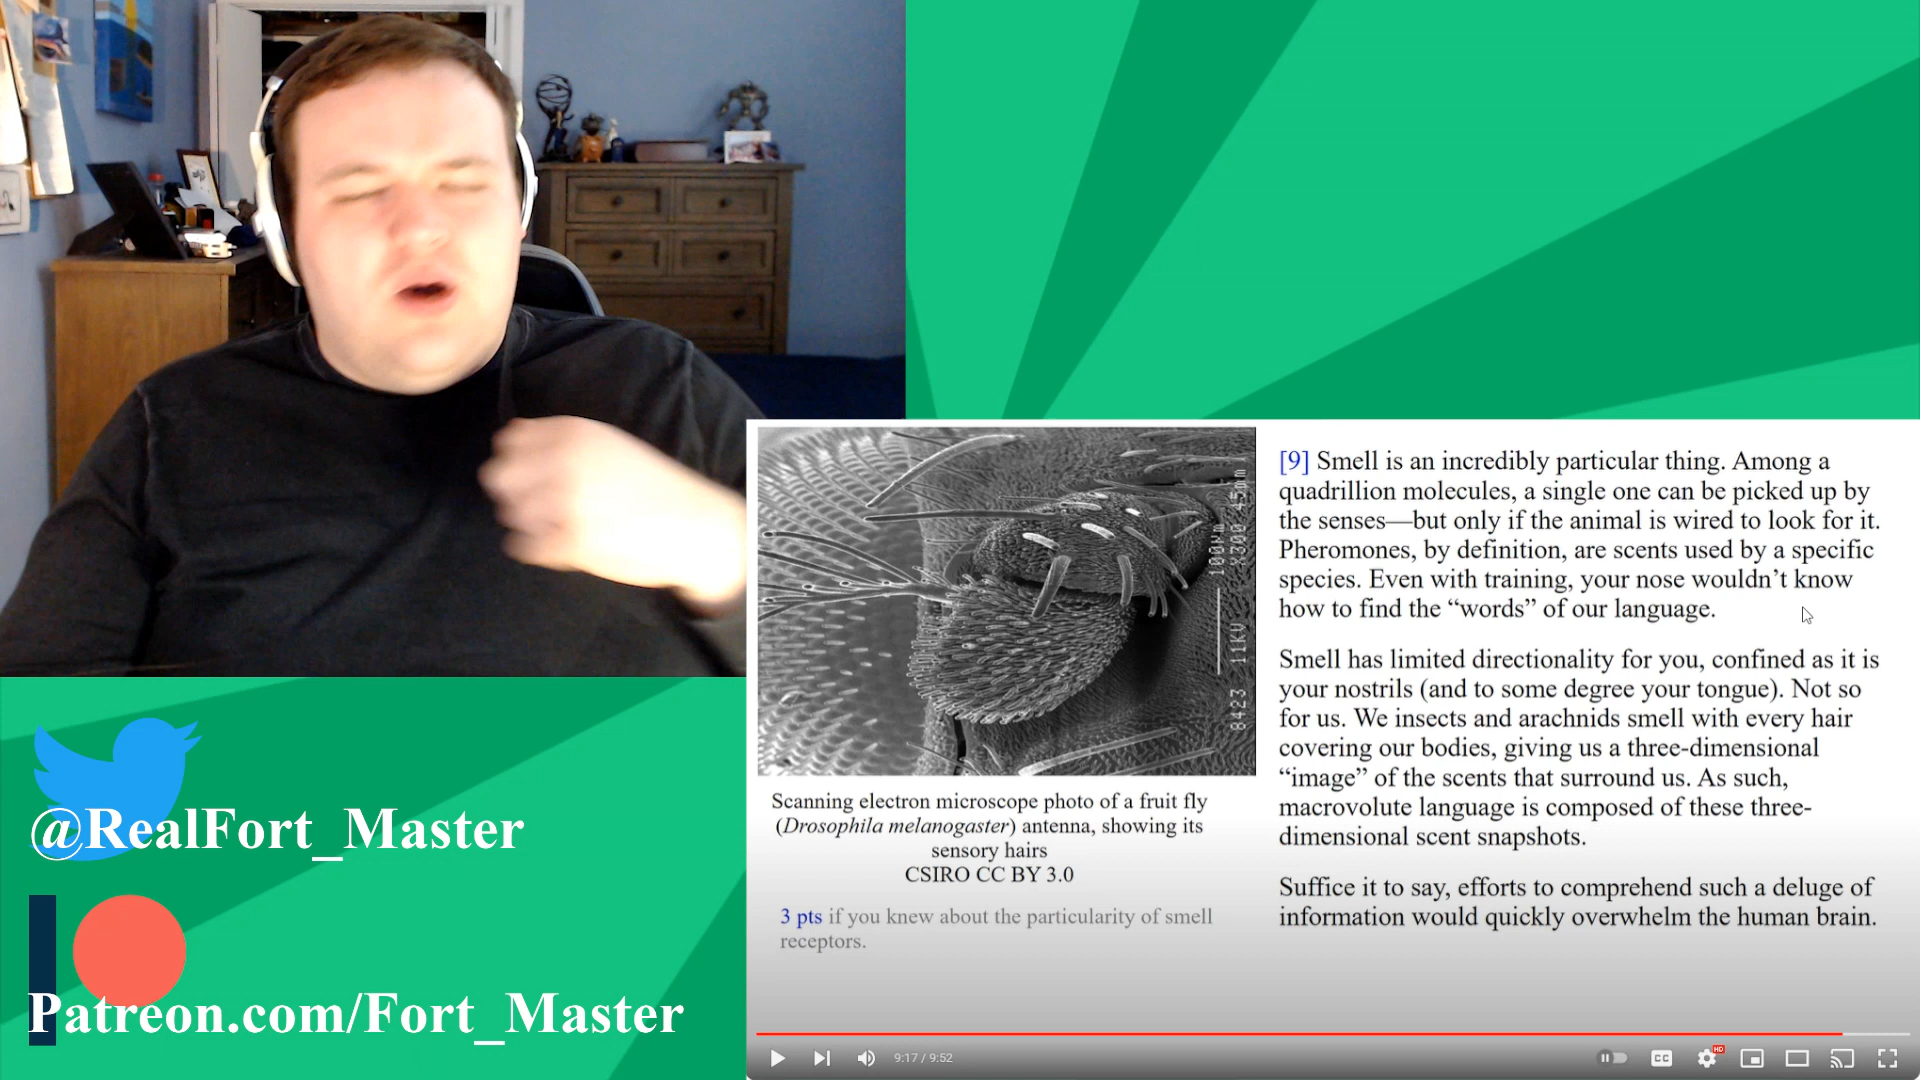 [9] Smell is an incredibly particular thing. Among a
quadrillion molecules, a single one can be picked up by
the senses—but only if the animal is wired to look for it.
Pheromones, by definition, are scents used by a specific
species. Even with training, your nose wouldn’t know
how to find the “words” of our language.
Smell has limited directionality for you, confined as it is
your nostrils (and to some degree your tongue). Not so
for us. We insects and arachnids smell with every hair
covering our bodies, giving us a three-dimensional
“image” of the scents that surround us. As such,
macrovolute language is composed of these three-
dimensional scent snapshots.
Suffice it to say, efforts to comprehend such a deluge of
information would quickly overwhelm the human brain.
8423 11KV X300 45mm
100µm
Scanning electron microscope photo of a fruit fly
(Drosophila melanogaster) antenna, showing its
sensory hairs
CSIRO CC BY 3.0
3 pts if you knew about the particularity of smell
receptors.
@RealFort_Master
Patreon.com/Fort_Master
9:17 / 9:52
CC
HD